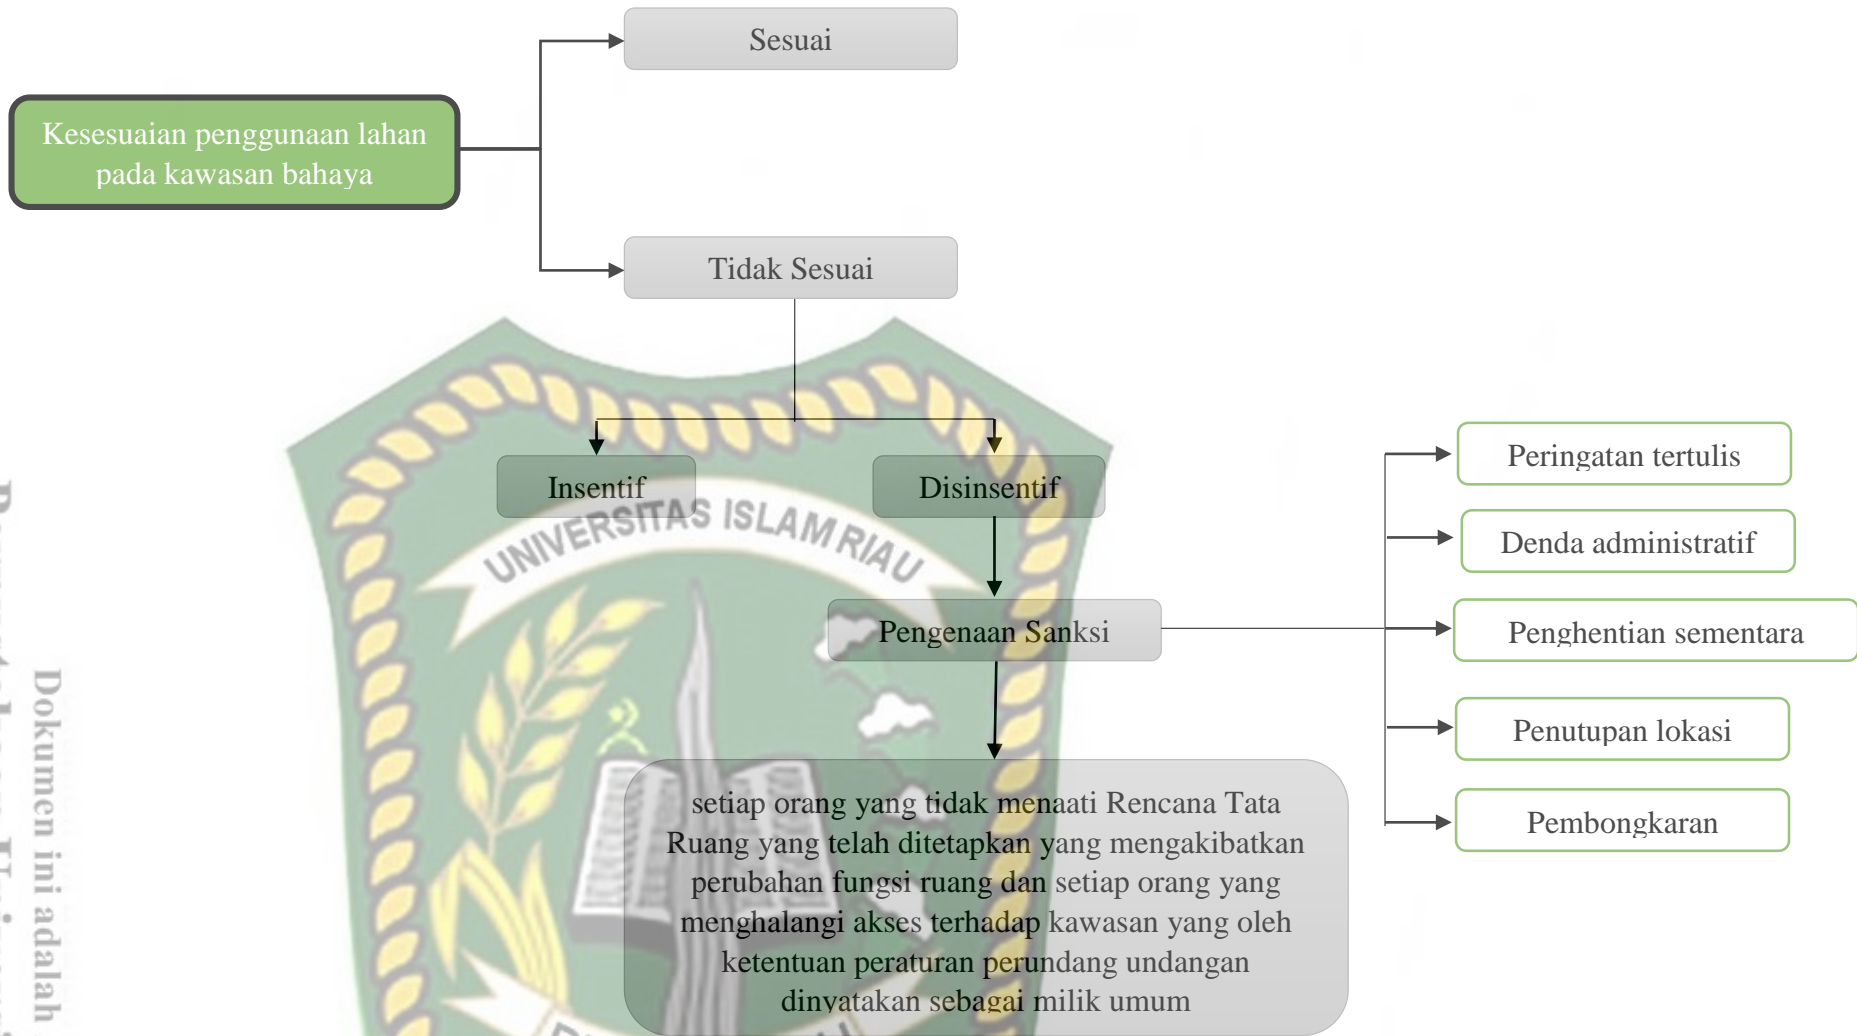 Sesuai
Kesesuaian penggunaan lahan
pada kawasan bahaya
Tidak Sesuai
Insentif
Disinsentif
Pengenaan Sanksi
setiap orang yang tidak menaati Rencana Tata
Ruang yang telah ditetapkan yang mengakibatkan
perubahan fungsi ruang dan setiap orang yang
menghalangi akses terhadap kawasan yang oleh
ketentuan peraturan perundang undangan
dinyatakan sebagai milik umum
Peringatan tertulis
Denda administratif
Penghentian sementara
Penutupan lokasi
Pembongkaran
UNIVERSITAS ISLAM RIAU
Dokumen ini adalah